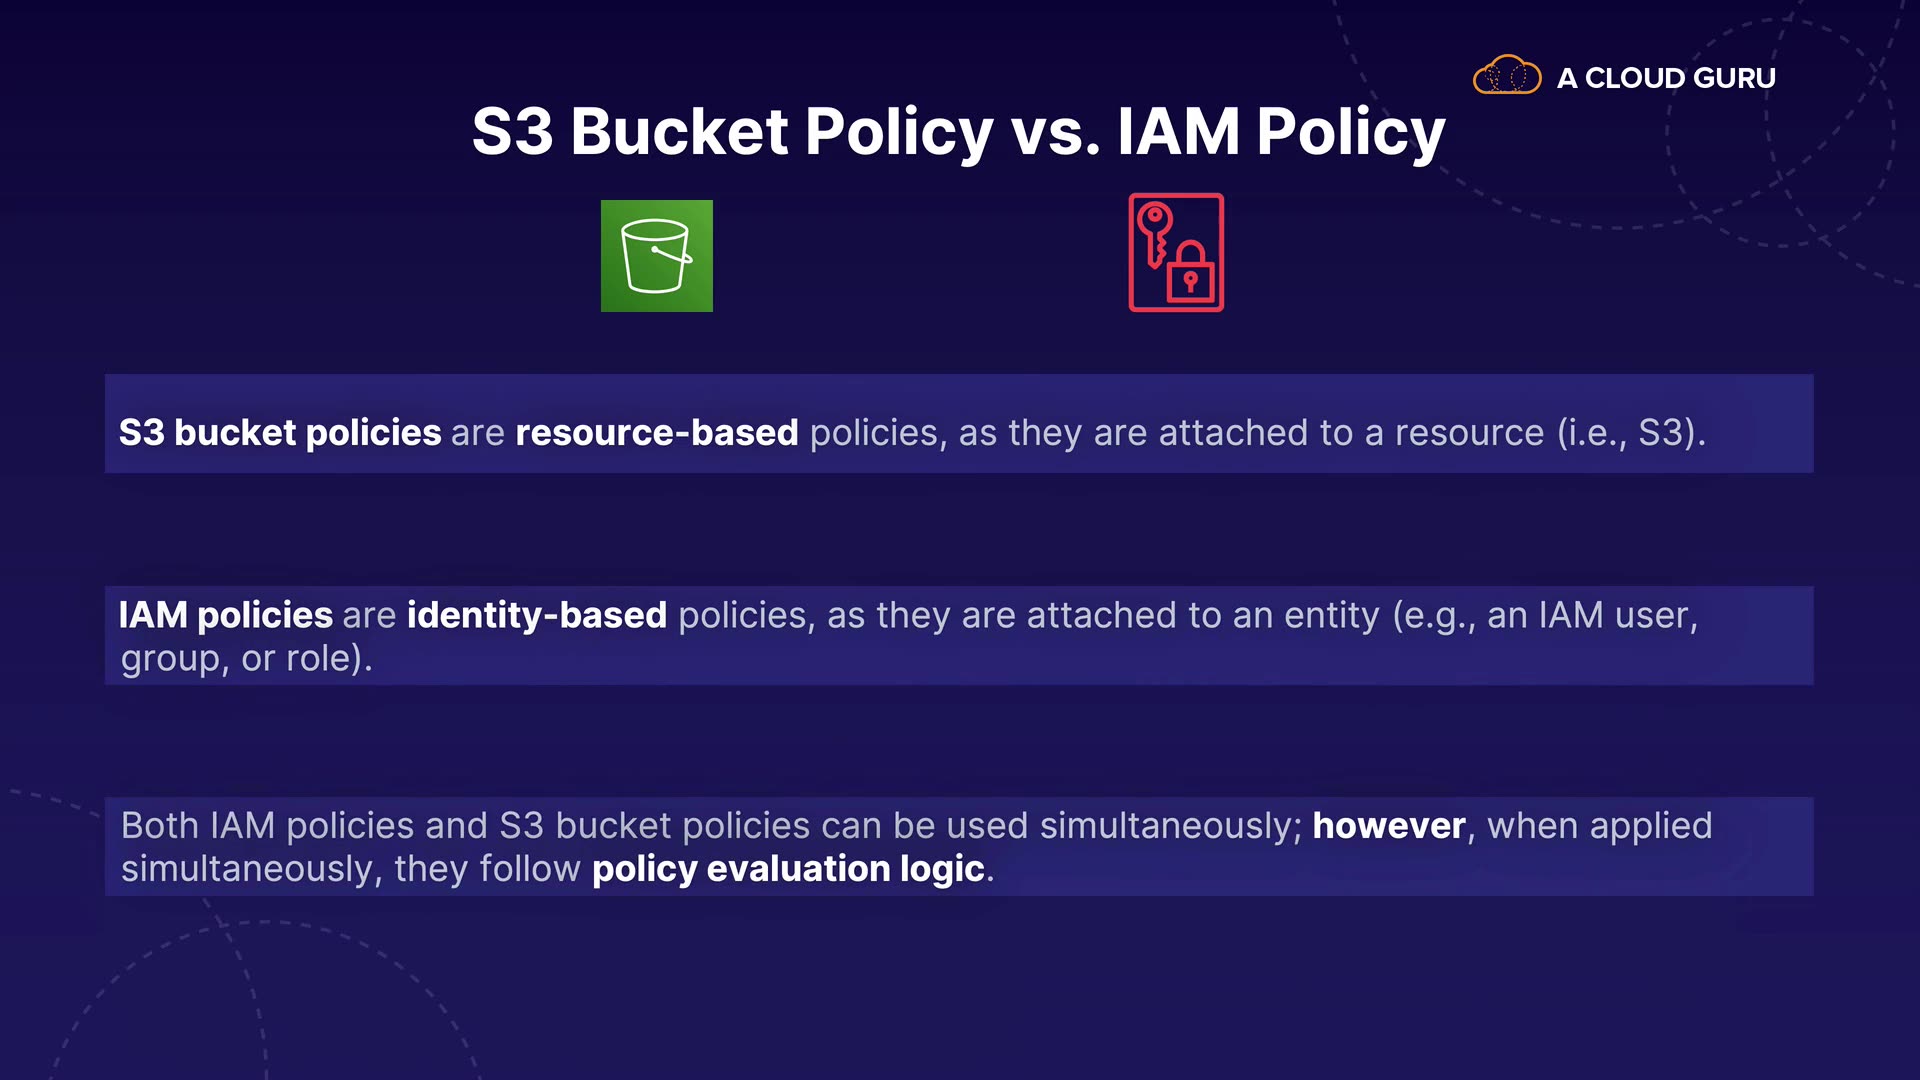 A CLOUD GURU
S3 Bucket Policy vs. IAM Policy
S3 bucket policies are resource-based policies, as they are attached to a resource (i.e., S3).
IAM policies are identity-based policies, as they are attached to an entity (e.g., an IAM user,
group, or role).
Both IAM policies and S3 bucket policies can be used simultaneously; however, when applied
simultaneously, they follow policy evaluation logic.